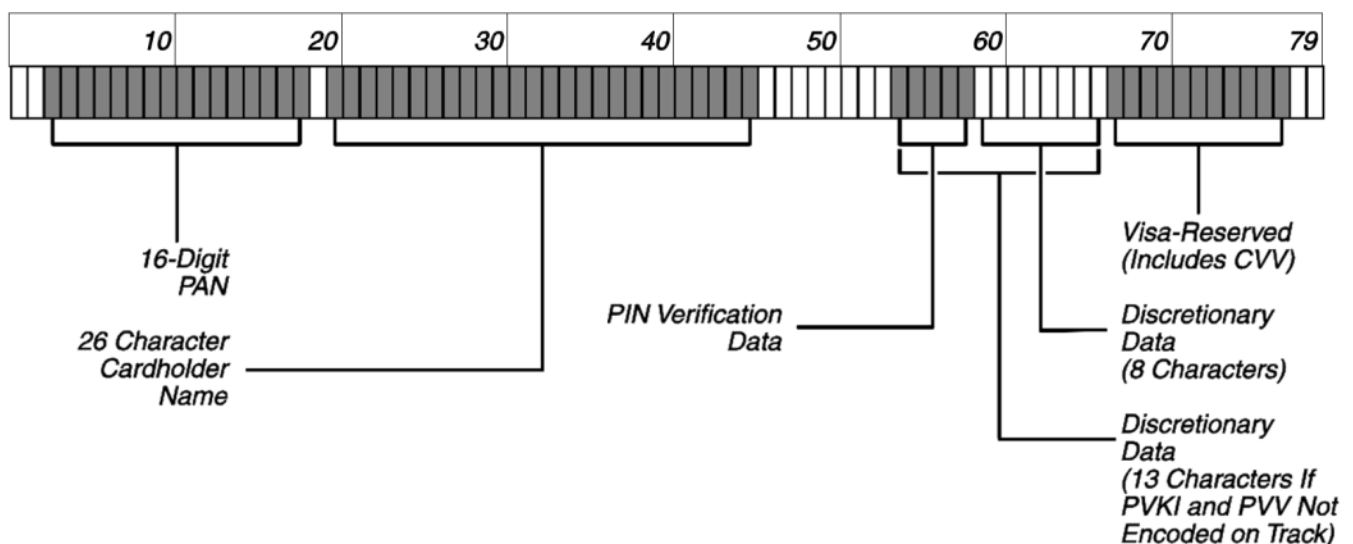 10 20 30 40 50 60 70 79
16-Digit
PAN
26 Character
Cardholder
Name
PIN Verification
Data
Visa-Reserved
(Includes CVV)
Discretionary
Data
(8 Characters)
Discretionary
Data
(13 Characters If
PVKI and PVV Not
Encoded on Track)